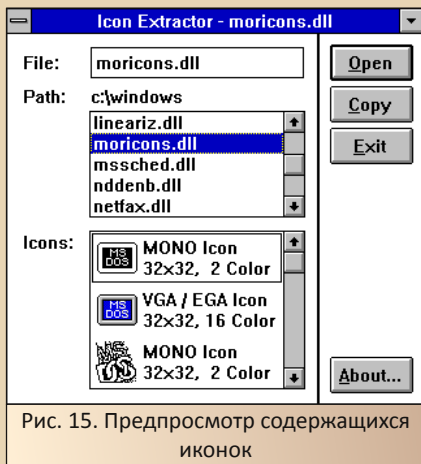 Icon Extractor - moricons.dll
File: moricons.dll
Open
Path: c:\windows
Copy
linearíz.dll
moricons.dll
Exit
mssched.dll
nddenb.dll
netfax.dll
Icons:
MS DOS
MONO Icon
32x32, 2 Color
MS DOS
VGA / EGA Icon
32x32, 16 Color
MONO Icon
32x32, 2 Color
About...
Рис. 15. Предпросмотр содержащихся
иконок